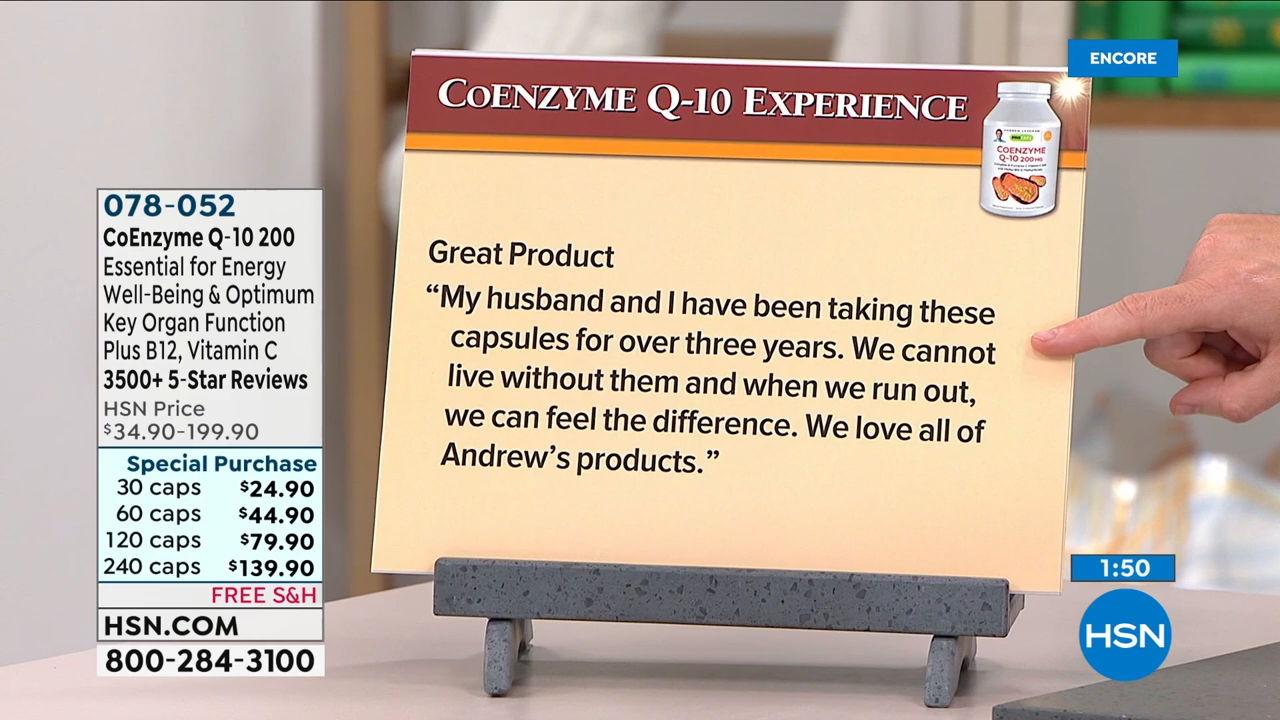 ENCORE
COENZYME Q-10 EXPERIENCE
COENZYME
Q-10 200 MG
Great Product
“My husband and I have been taking these
capsules for over three years. We cannot
live without them and when we run out,
we can feel the difference. We love all of
Andrew’s products.”
078-052
CoEnzyme Q-10 200
Essential for Energy
Well-Being & Optimum
Key Organ Function
Plus B12, Vitamin C
3500+ 5-Star Reviews
HSN Price
$34.90-199.90
Special Purchase
30 caps $24.90
60 caps $44.90
120 caps $79.90
240 caps $139.90
FREE S&H
HSN.COM
800-284-3100
1:50
HSN